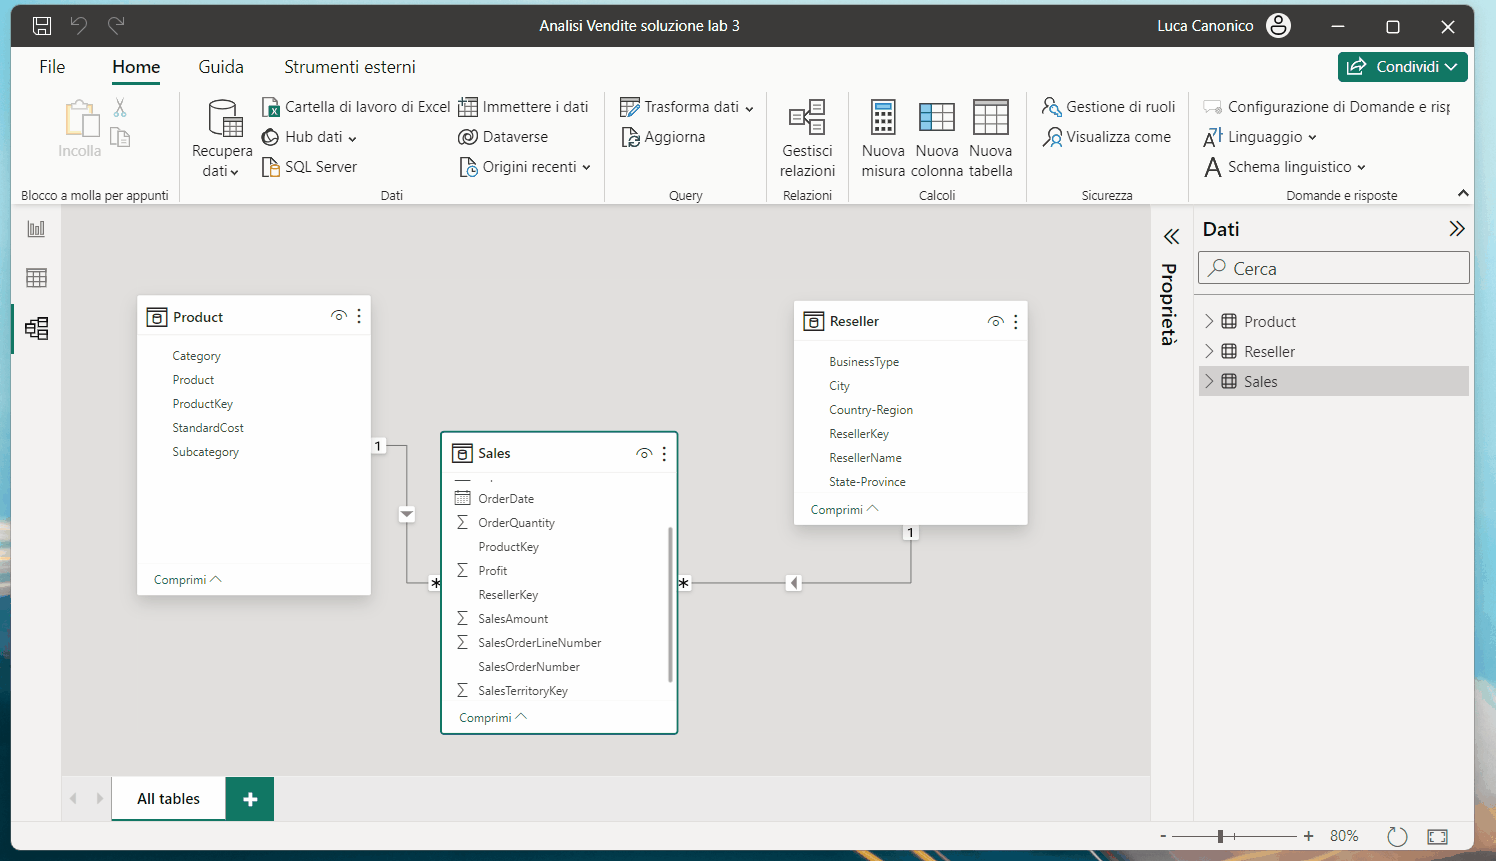 Analisi Vendite soluzione lab 3
Luca Canonico
File
Home
Guida
Strumenti esterni
Condividi
Incolla
Blocco a molla per appunti
Recupera dati
Cartella di lavoro di Excel
Hub dati
SQL Server
Immettere i dati
Dataverse
Origini recenti
Dati
Trasforma dati
Aggiorna
Query
Gestisci relazioni
Relazioni
Nuova misura
Nuova colonna
Nuova tabella
Calcoli
Gestione di ruoli
Visualizza come
Sicurezza
Configurazione di Domande e
Linguaggio
Schema linguistico
Domande e risposte
Product
Category
Product
ProductKey
StandardCost
Subcategory
Comprimi
1
*
Sales
OrderDate
OrderQuantity
ProductKey
Profit
ResellerKey
SalesAmount
SalesOrderLineNumber
SalesOrderNumber
SalesTerritoryKey
Comprimi
*
1
Reseller
BusinessType
City
Country-Region
ResellerKey
ResellerName
State-Province
Comprimi
Proprietà
Dati
Cerca
Product
Reseller
Sales
All tables
+
- + 80%